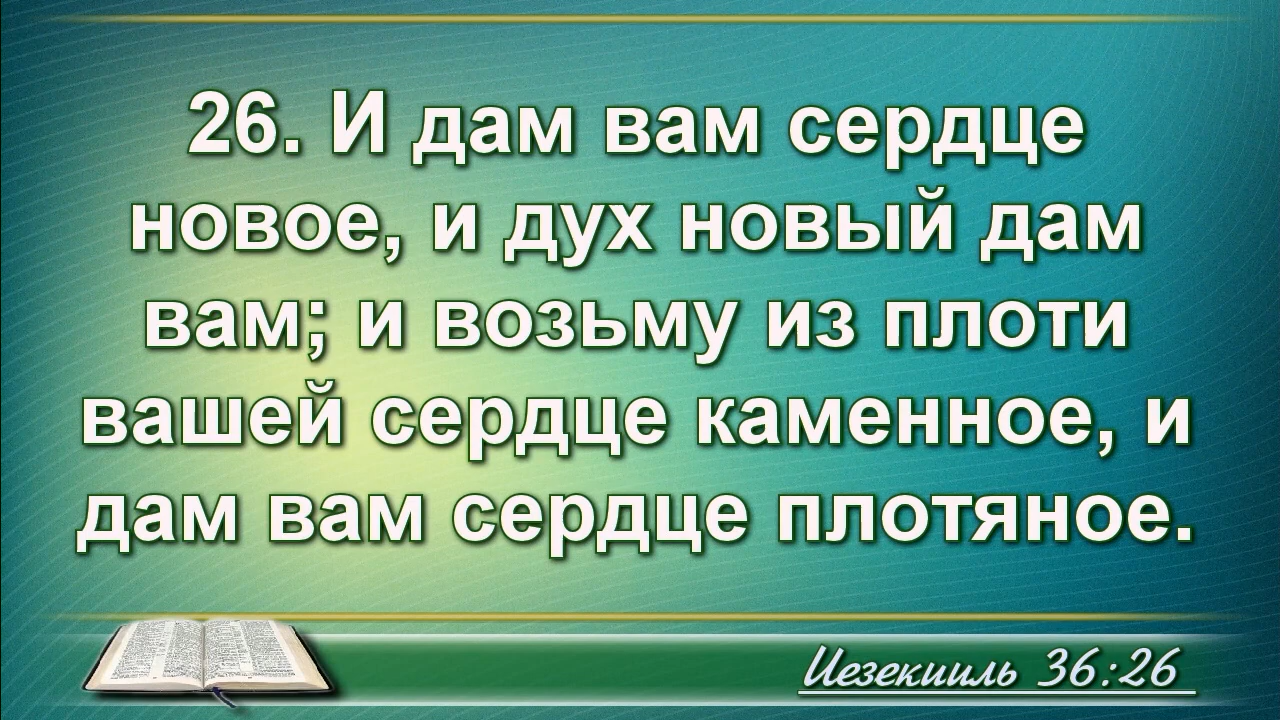 26. И дам вам сердце
новое, и дух новый дам
вам; и возьму из плоти
вашей сердце каменное, и
дам вам сердце плотяное.
Иезекииль 36:26